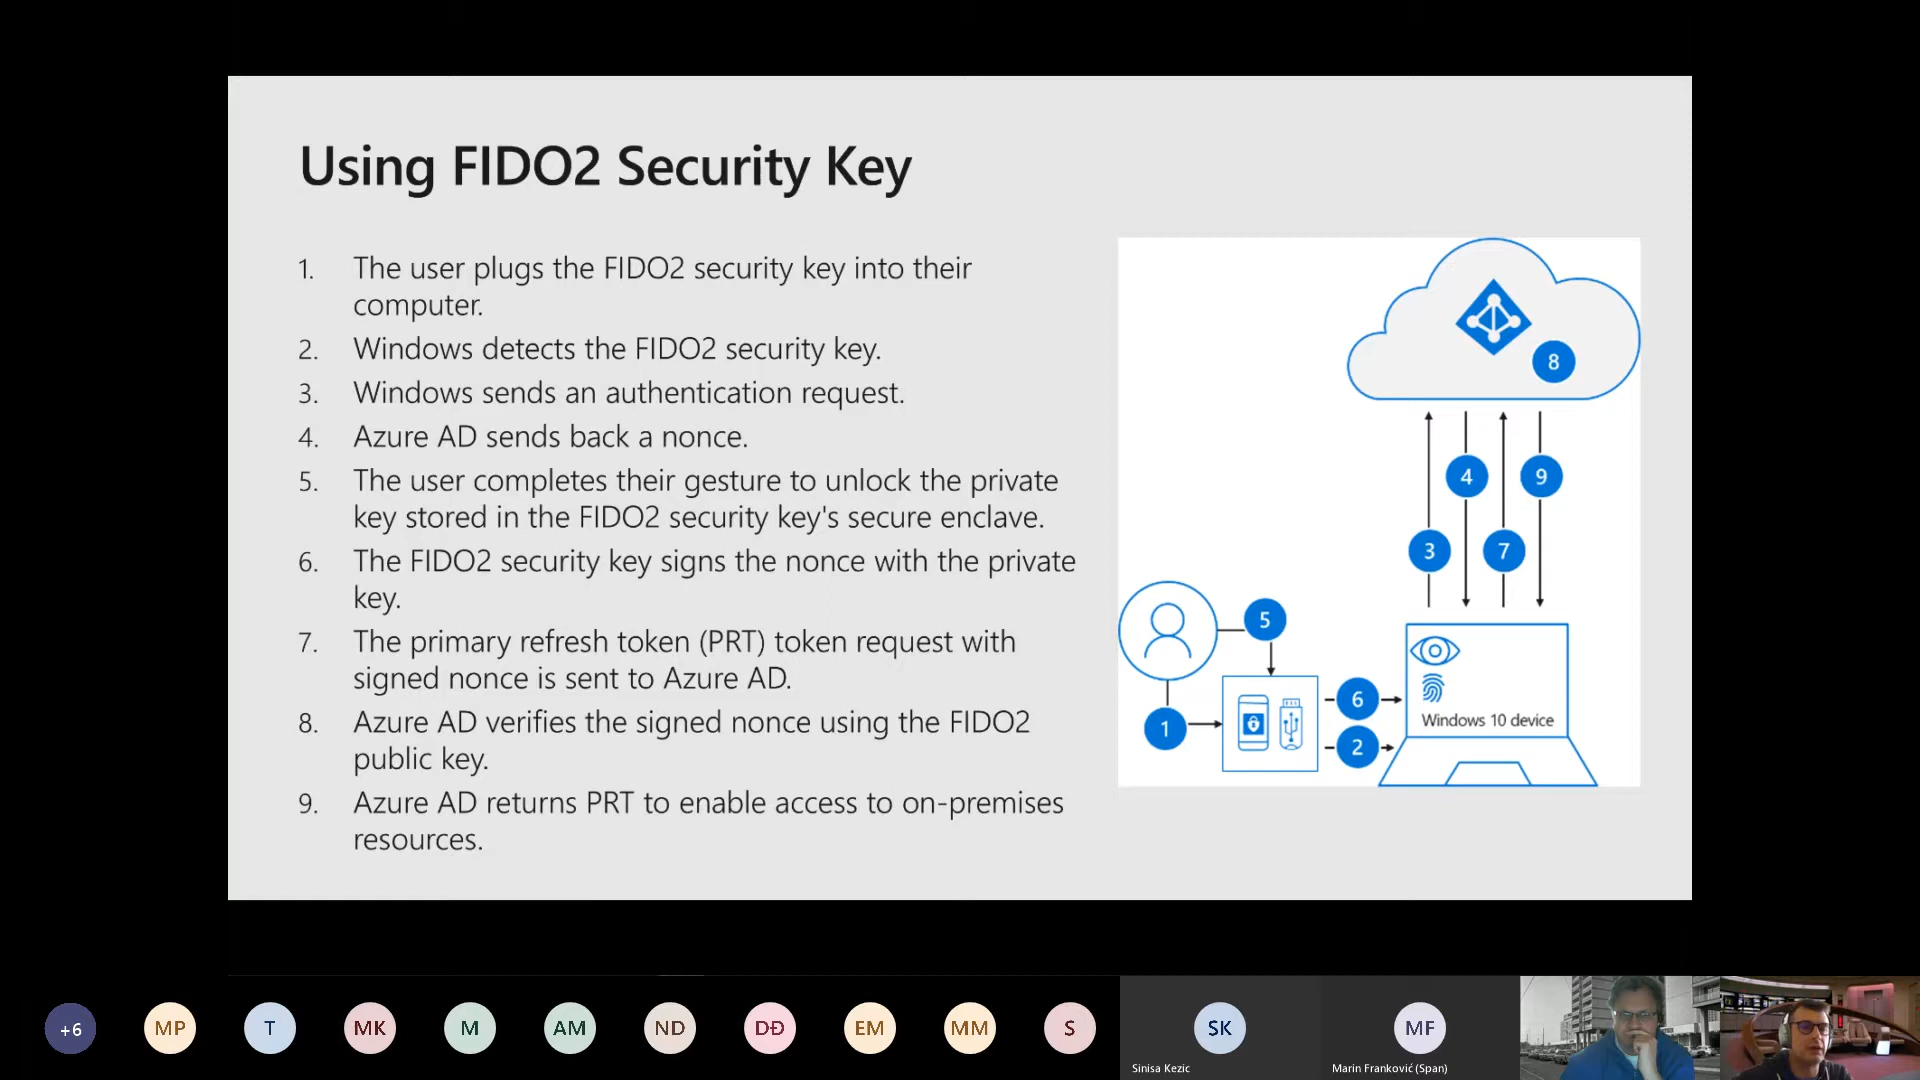 Using FIDO2 Security Key
1. The user plugs the FIDO2 security key into their
computer.
2. Windows detects the FIDO2 security key.
3. Windows sends an authentication request.
4. Azure AD sends back a nonce.
5. The user completes their gesture to unlock the private
key stored in the FIDO2 security key's secure enclave.
6. The FIDO2 security key signs the nonce with the private
key.
7. The primary refresh token (PRT) token request with
signed nonce is sent to Azure AD.
8. Azure AD verifies the signed nonce using the FIDO2
public key.
9. Azure AD returns PRT to enable access to on-premises
resources.
8
4
9
3
7
5
6
1
2
Windows 10 device
+6
MP
T
MK
M
AM
ND
DĐ
EM
MM
S
SK
MF
Sinisa Kezic
Marin Franković (Span)